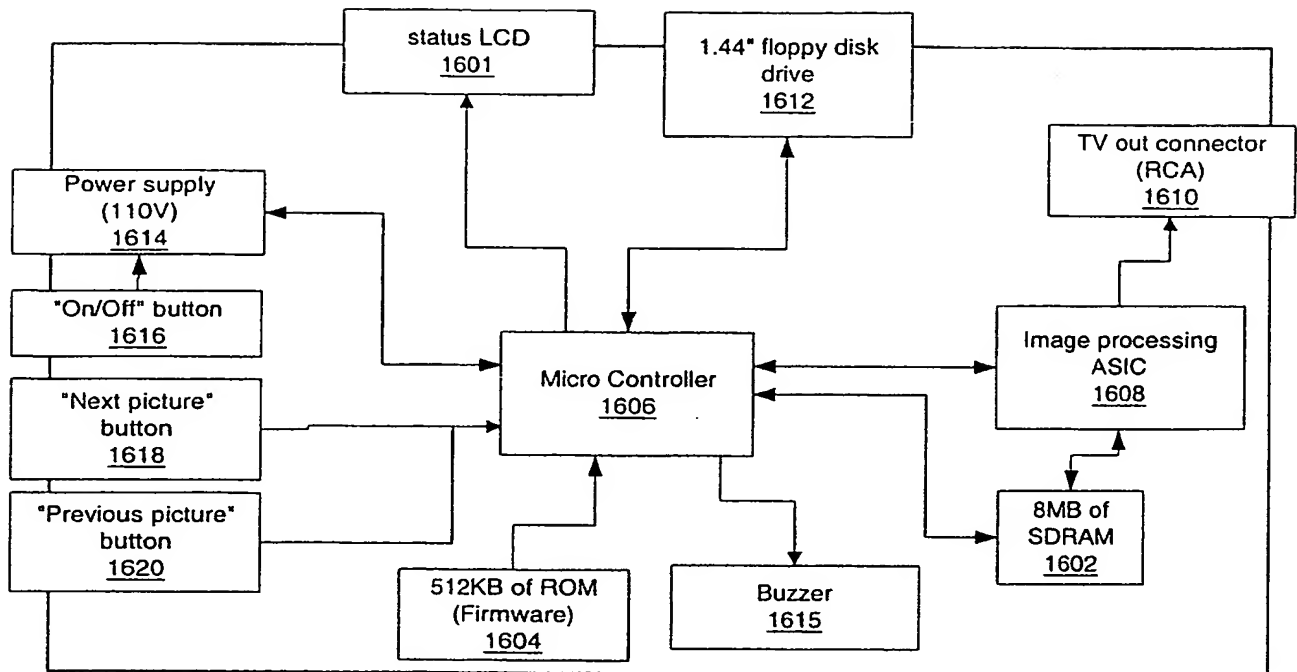 status LCD
1601
1.44" floppy disk
drive
1612
TV out connector
(RCA)
1610
Power supply
(110V)
1614
"On/Off" button
1616
"Next picture"
button
1618
"Previous picture"
button
1620
Micro Controller
1606
Image processing
ASIC
1608
8MB of
SDRAM
1602
512KB of ROM
(Firmware)
1604
Buzzer
1615